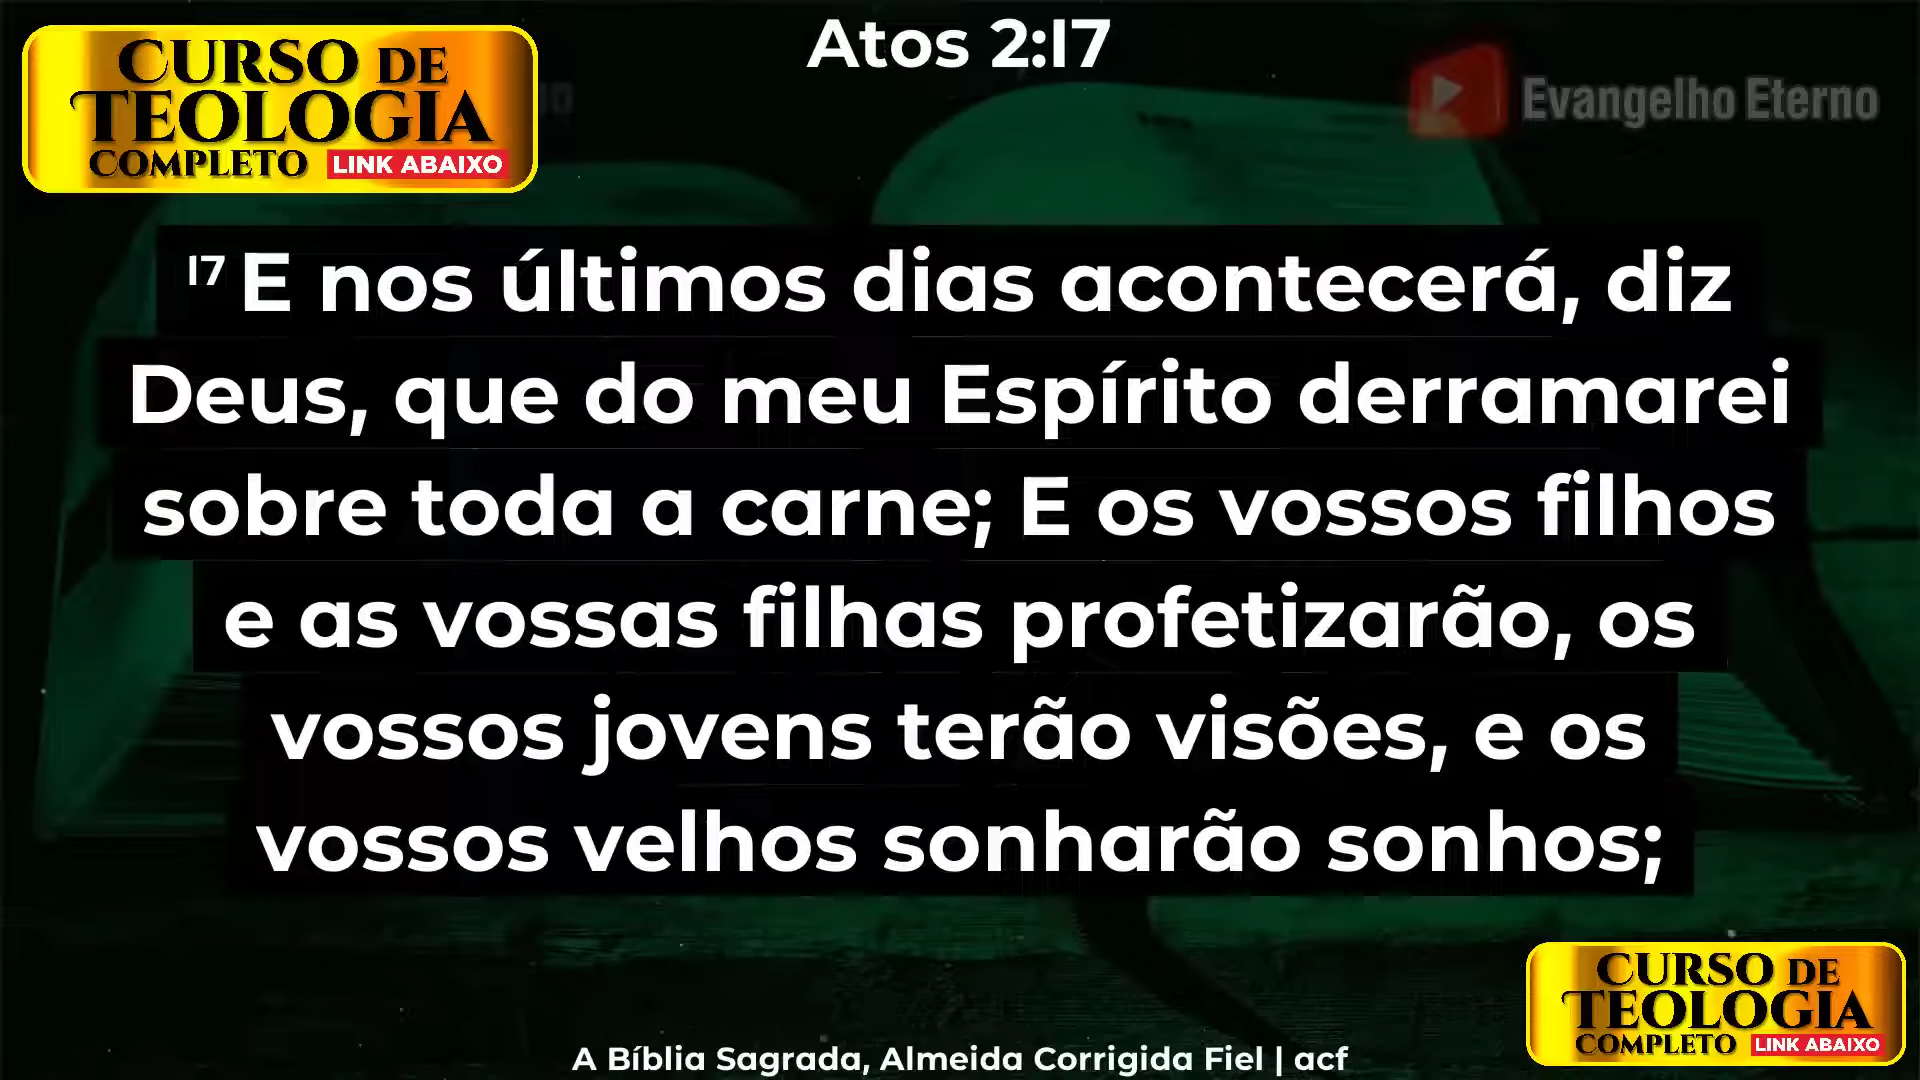 Atos 2:17
CURSO DE
TEOLOGIA
COMPLETO LINK ABAIXO
Evangelho Eterno
17 E nos últimos dias acontecerá, diz
Deus, que do meu Espírito derramarei
sobre toda a carne; E os vossos filhos
e as vossas filhas profetizarão, os
vossos jovens terão visões, e os
vossos velhos sonharão sonhos;
CURSO DE
TEOLOGIA
COMPLETO LINK ABAIXO
A Bíblia Sagrada, Almeida Corrigida Fiel | acf